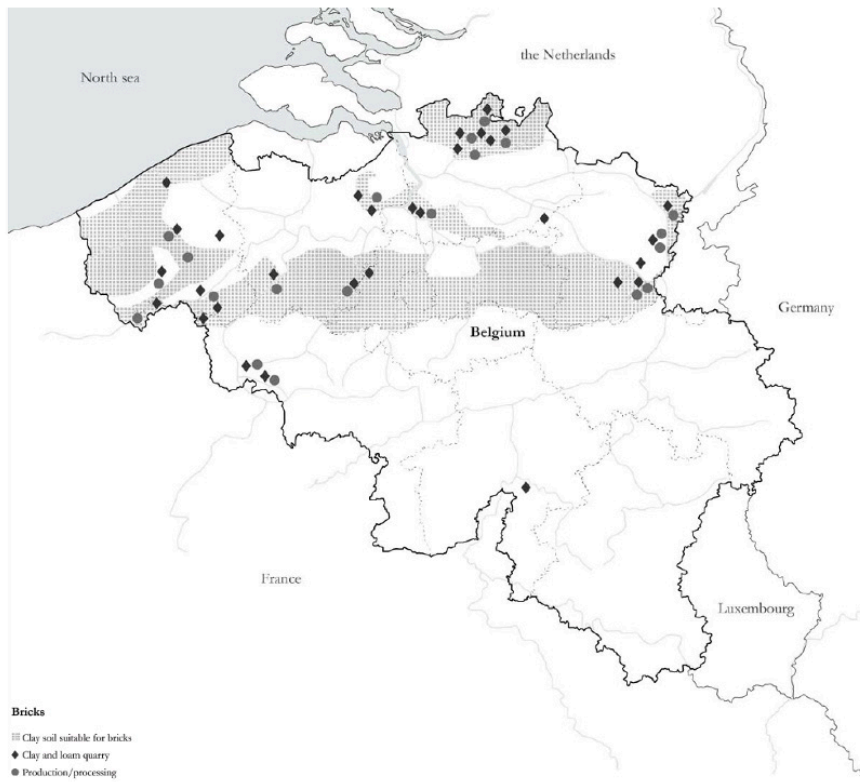 North sea
the Netherlands
Germany
Belgium
France
Luxembourg
Bricks
Clay soil suitable for bricks
Clay and loam quarry
Production/processing